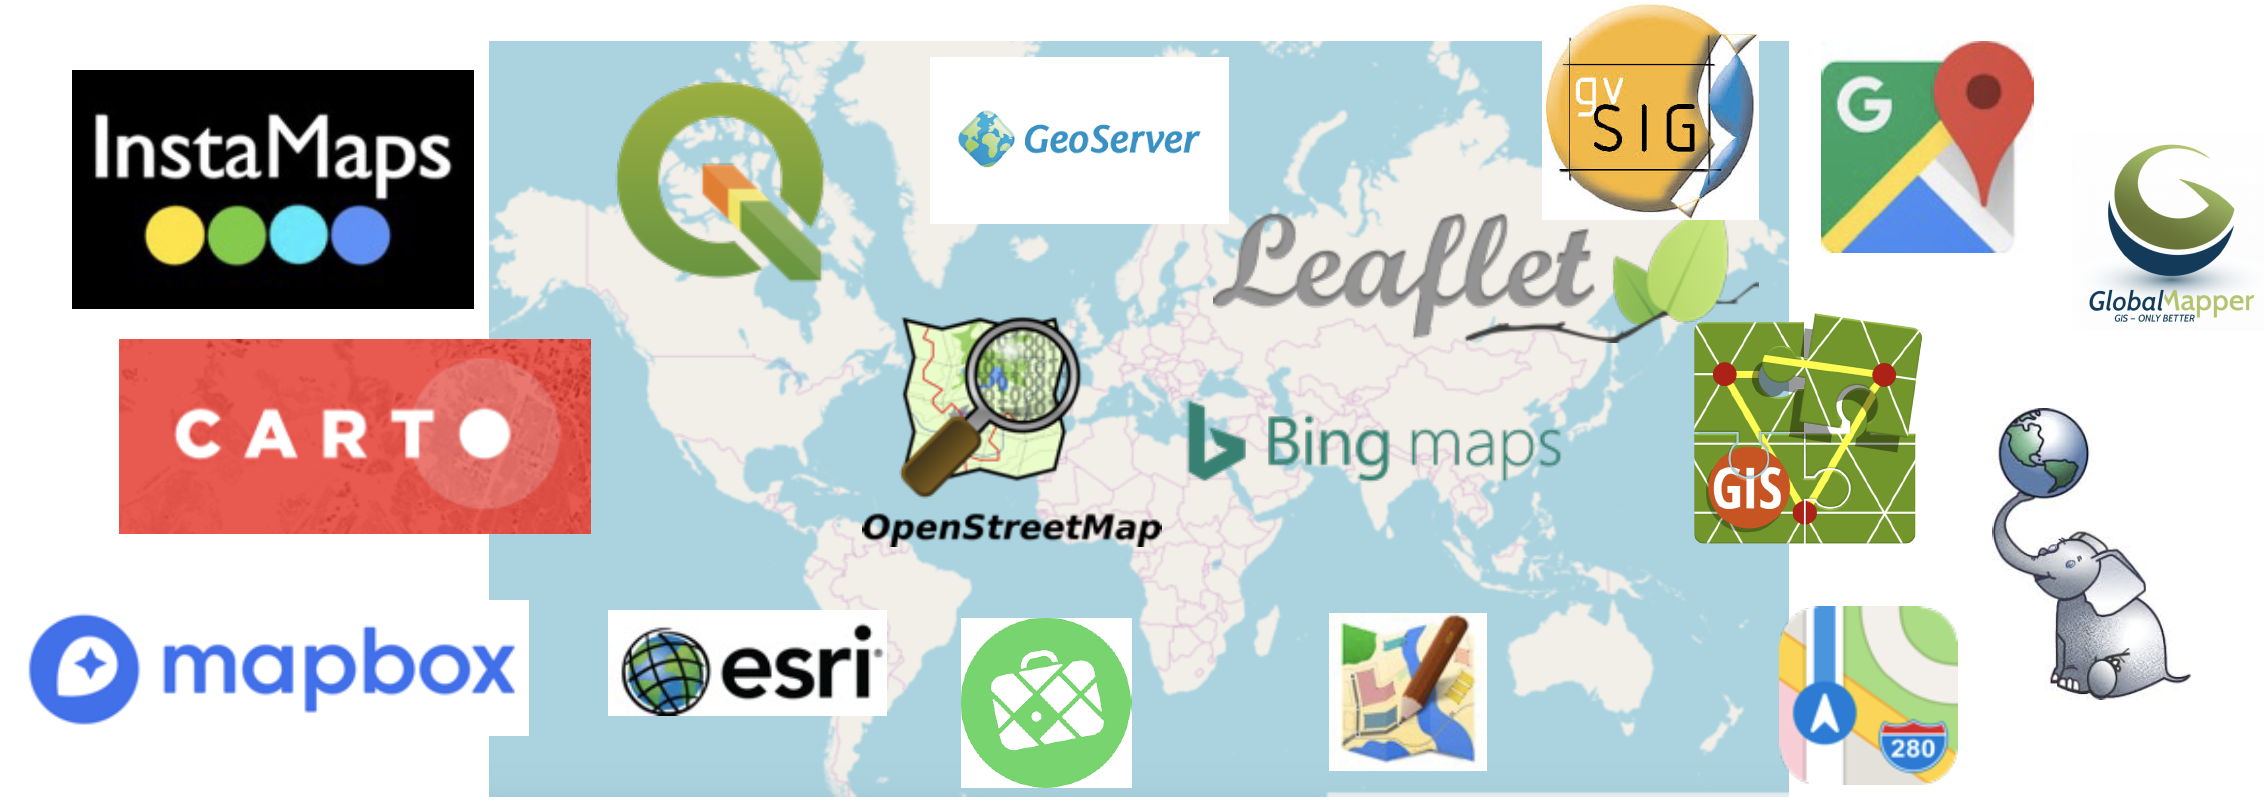 InstaMaps
GeoServer
gv
SIG
G
GlobalMapper
GIS – ONLY BETTER
Leaflet
CARTO
Bing maps
GIS
OpenStreetMap
mapbox
esri
280